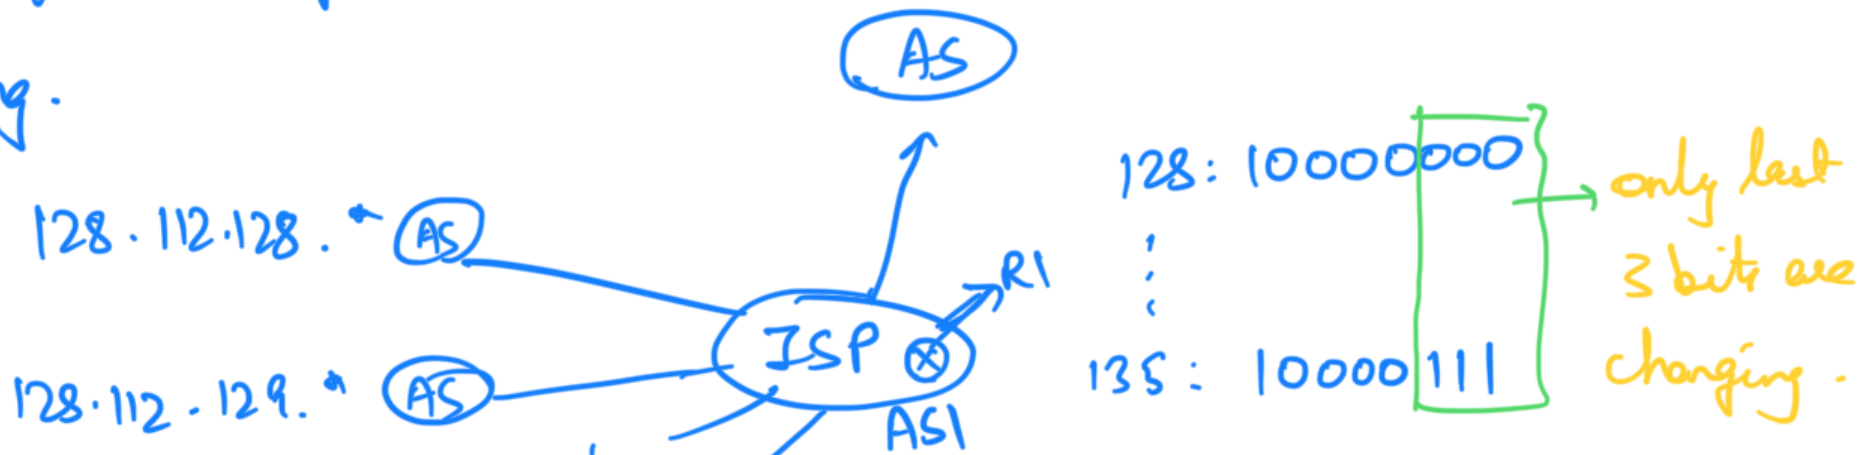 AS
128.112.128.* AS
128.112.129.* AS
ISP
R1
AS1
128: 10000000
135: 10000111
only last
3 bits are
changing.